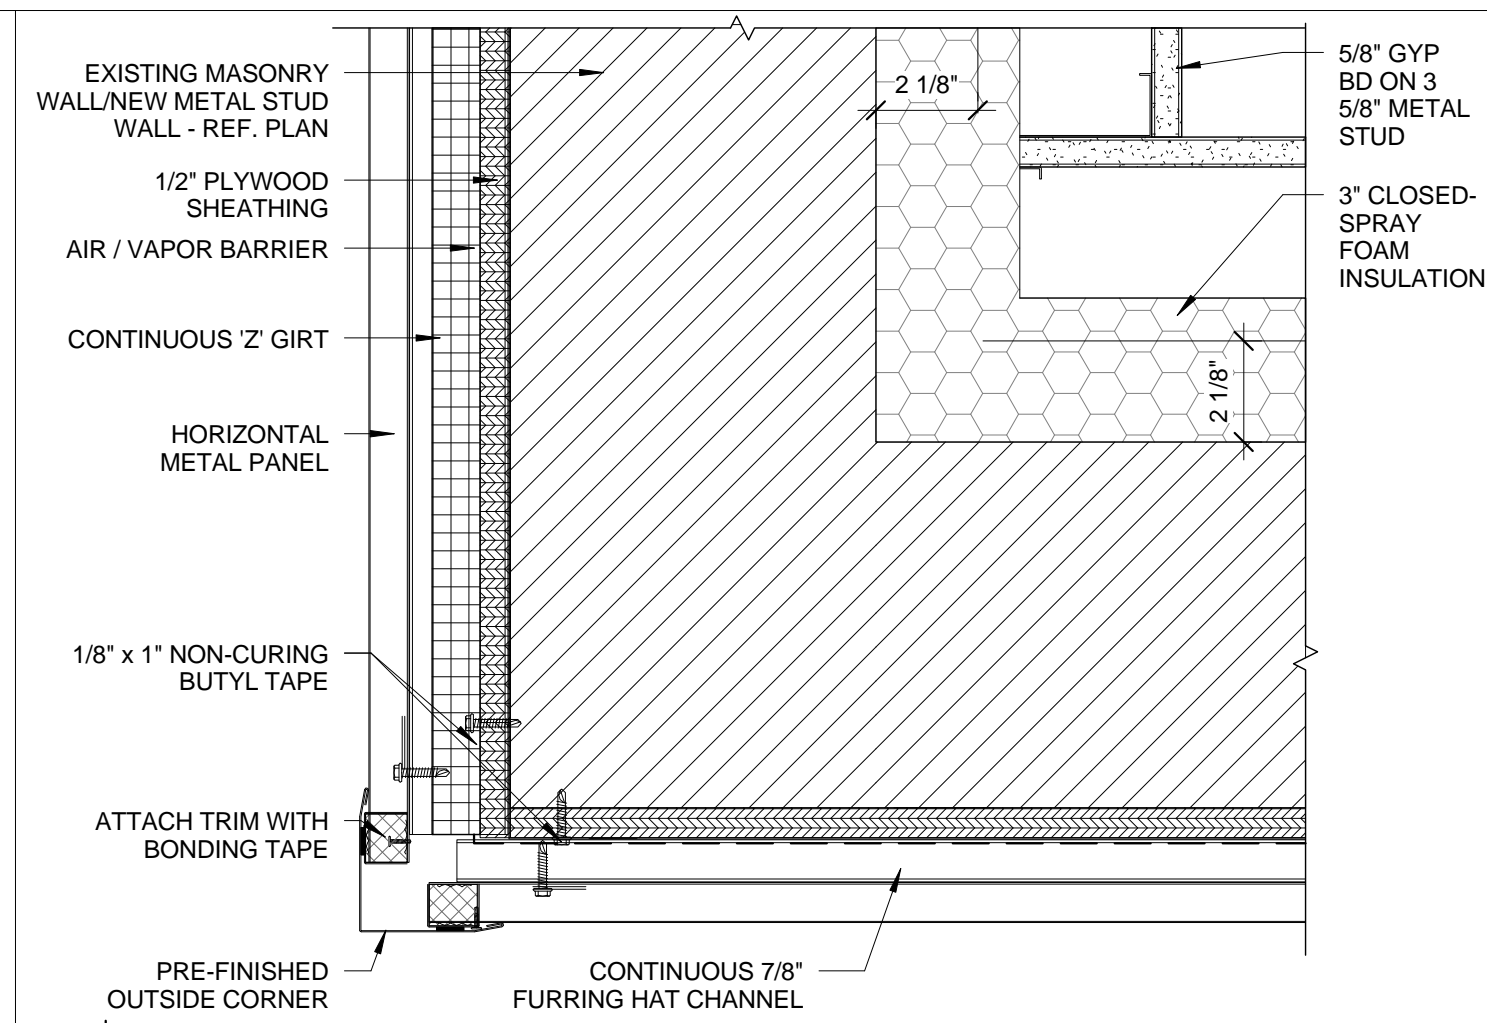 EXISTING MASONRY
WALL/NEW METAL STUD
WALL - REF. PLAN
1/2" PLYWOOD
SHEATHING
AIR / VAPOR BARRIER
CONTINUOUS 'Z' GIRT
HORIZONTAL
METAL PANEL
1/8" x 1" NON-CURING
BUTYL TAPE
ATTACH TRIM WITH
BONDING TAPE
PRE-FINISHED
OUTSIDE CORNER
CONTINUOUS 7/8"
FURRING HAT CHANNEL
2 1/8"
2 1/8"
5/8" GYP
BD ON 3
5/8" METAL
STUD
3" CLOSED-
SPRAY
FOAM
INSULATION